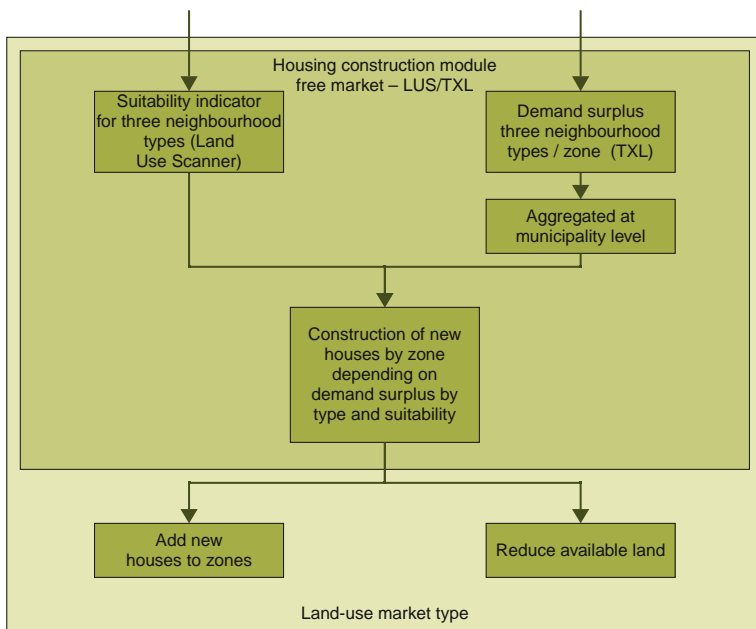 Housing construction module
free market – LUS/TXL
Suitability indicator
for three neighbourhood
types (Land
Use Scanner)
Demand surplus
three neighbourhood
types / zone (TXL)
Aggregated at
municipality level
Construction of new
houses by zone
depending on
demand surplus by
type and suitability
Add new
houses to zones
Reduce available land
Land-use market type